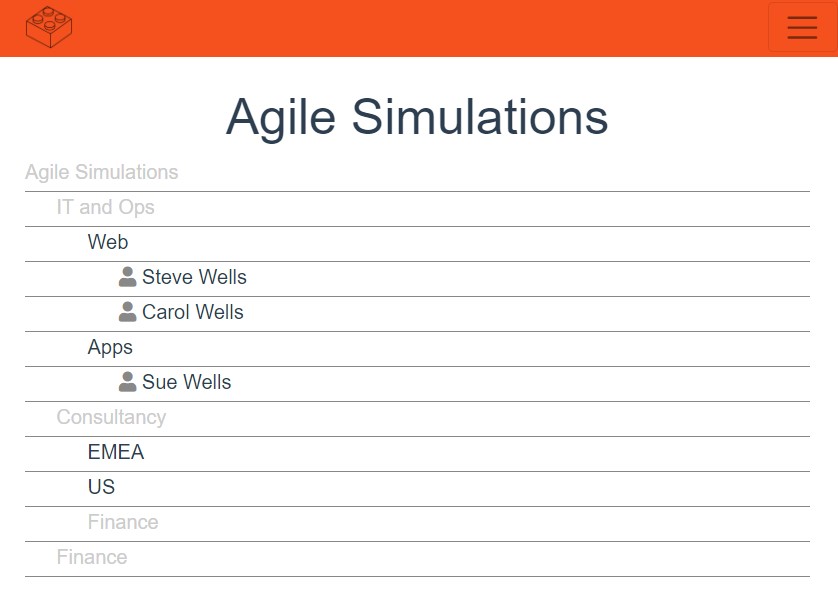 Agile Simulations
Agile Simulations
IT and Ops
Web
Steve Wells
Carol Wells
Apps
Sue Wells
Consultancy
EMEA
US
Finance
Finance